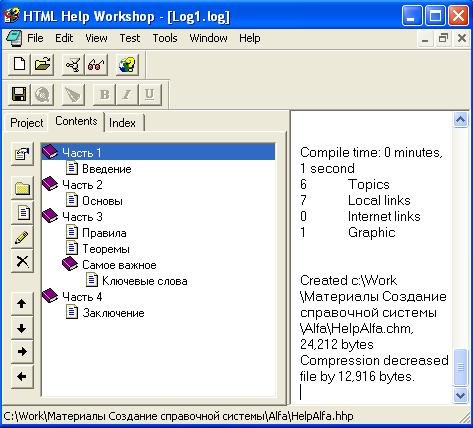 HTML Help Workshop - [Log1.log]
File Edit View Test Tools Window Help
B I U
Project Contents Index
Часть 1
Введение
Часть 2
Основы
Часть 3
Правила
Теоремы
Самое важное
Ключевые слова
Часть 4
Заключение
Compile time: 0 minutes,
1 second
6 Topics
7 Local links
0 Internet links
1 Graphic
Created c:\Work
\Материалы Создание
справочной системы
\Alfa\HelpAlfa.chm,
24,212 bytes
Compression decreased
file by 12,916 bytes.
C:\Work\Материалы Создание справочной системы\Alfa\HelpAlfa.hhp